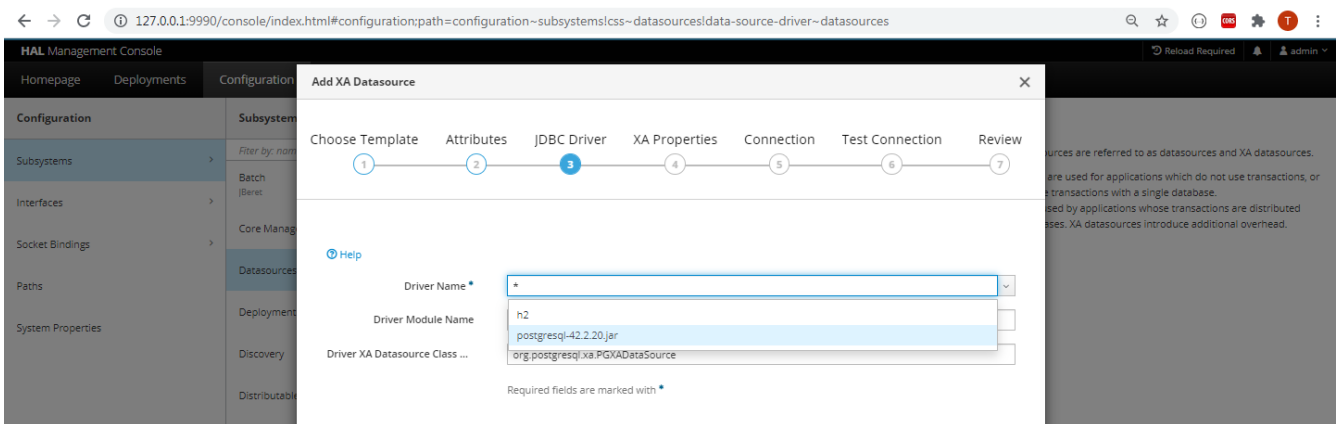 127.0.0.1:9990/console/index.html#configuration;path=configuration~subsystems!css~datasources!data-source-driver~datasources
CORS
T
HAL Management Console
Reload Required
admin
Homepage Deployments Configuration
Add XA Datasource
Configuration
Subsystem
Choose Template Attributes JDBC Driver XA Properties Connection Test Connection Review
1 2 3 4 5 6 7
Filter by: nam
Subsystems
Batch
JBeret
Interfaces
Core Manag
Socket Bindings
Datasources
Paths
Deployment
System Properties
Discovery
Distributable
urces are referred to as datasources and XA datasources.
are used for applications which do not use transactions, or
e transactions with a single database.
sed by applications whose transactions are distributed
ases. XA datasources introduce additional overhead.
Help
Driver Name *
*
h2
postgresql-42.2.20.jar
Driver Module Name
Driver XA Datasource Class ...
org.postgresql.xa.PGXADataSource
Required fields are marked with *